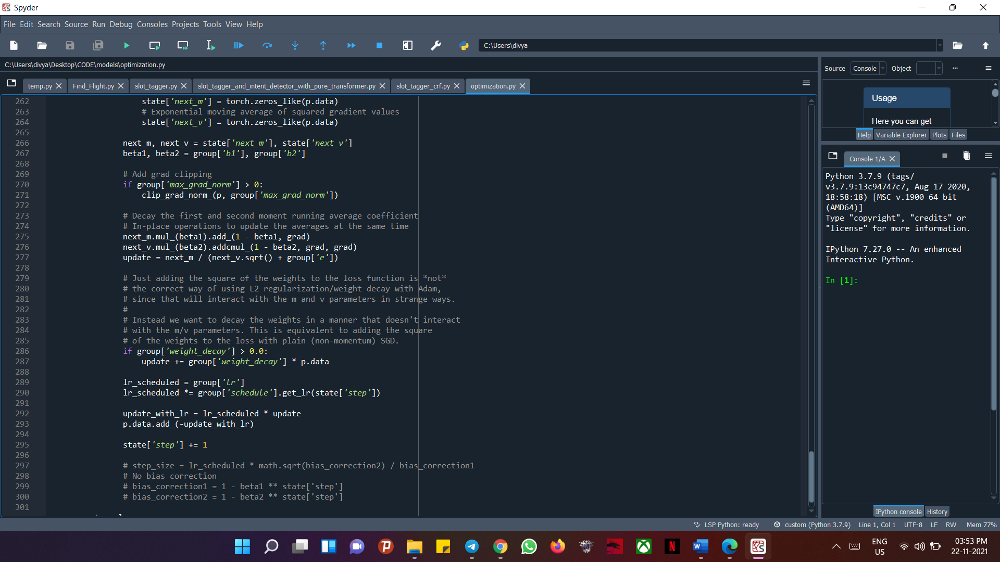 Spyder
File Edit Search Source Run Debug Consoles Projects Tools View Help
C:\Users\divya
C:\Users\divya\Desktop\CODE\models\optimization.py
temp.py Find_Flight.py slot_tagger.py slot_tagger_and_intent_detector_with_pure_transformer.py slot_tagger_crf.py optimization.py
262 state['next_m'] = torch.zeros_like(p.data)
263 # Exponential moving average of squared gradient values
264 state['next_v'] = torch.zeros_like(p.data)
265
266 next_m, next_v = state['next_m'], state['next_v']
267 beta1, beta2 = group['b1'], group['b2']
268
269 # Add grad clipping
270 if group['max_grad_norm'] > 0:
271 clip_grad_norm_(p, group['max_grad_norm'])
272
273 # Decay the first and second moment running average coefficient
274 # In-place operations to update the averages at the same time
275 next_m.mul_(beta1).add_(1 - beta1, grad)
276 next_v.mul_(beta2).addcmul_(1 - beta2, grad, grad)
277 update = next_m / (next_v.sqrt() + group['e'])
278
279 # Just adding the square of the weights to the loss function is *not*
280 # the correct way of using L2 regularization/weight decay with Adam,
281 # since that will interact with the m and v parameters in strange ways.
282 #
283 # Instead we want to decay the weights in a manner that doesn't interact
284 # with the m/v parameters. This is equivalent to adding the square
285 # of the weights to the loss with plain (non-momentum) SGD.
286 if group['weight_decay'] > 0.0:
287 update += group['weight_decay'] * p.data
288
289 lr_scheduled = group['lr']
290 lr_scheduled *= group['schedule'].get_lr(state['step'])
291
292 update_with_lr = lr_scheduled * update
293 p.data.add_(-update_with_lr)
294
295 state['step'] += 1
296
297 # step_size = lr_scheduled * math.sqrt(bias_correction2) / bias_correction1
298 # No bias correction
299 # bias_correction1 = 1 - beta1 ** state['step']
300 # bias_correction2 = 1 - beta2 ** state['step']
301
Source Console Object
Usage
Here you can get
Help Variable Explorer Plots Files
Console 1/A
Python 3.7.9 (tags/
v3.7.9:13c94747c7, Aug 17 2020,
18:58:18) [MSC v.1900 64 bit
(AMD64)]
Type "copyright", "credits" or
"license" for more information.
IPython 7.27.0 -- An enhanced
Interactive Python.
In [1]:
IPython console History
LSP Python: ready custom (Python 3.7.9) Line 1, Col 1 UTF-8 LF RW Mem 77%
ENG
US
03:53 PM
22-11-2021